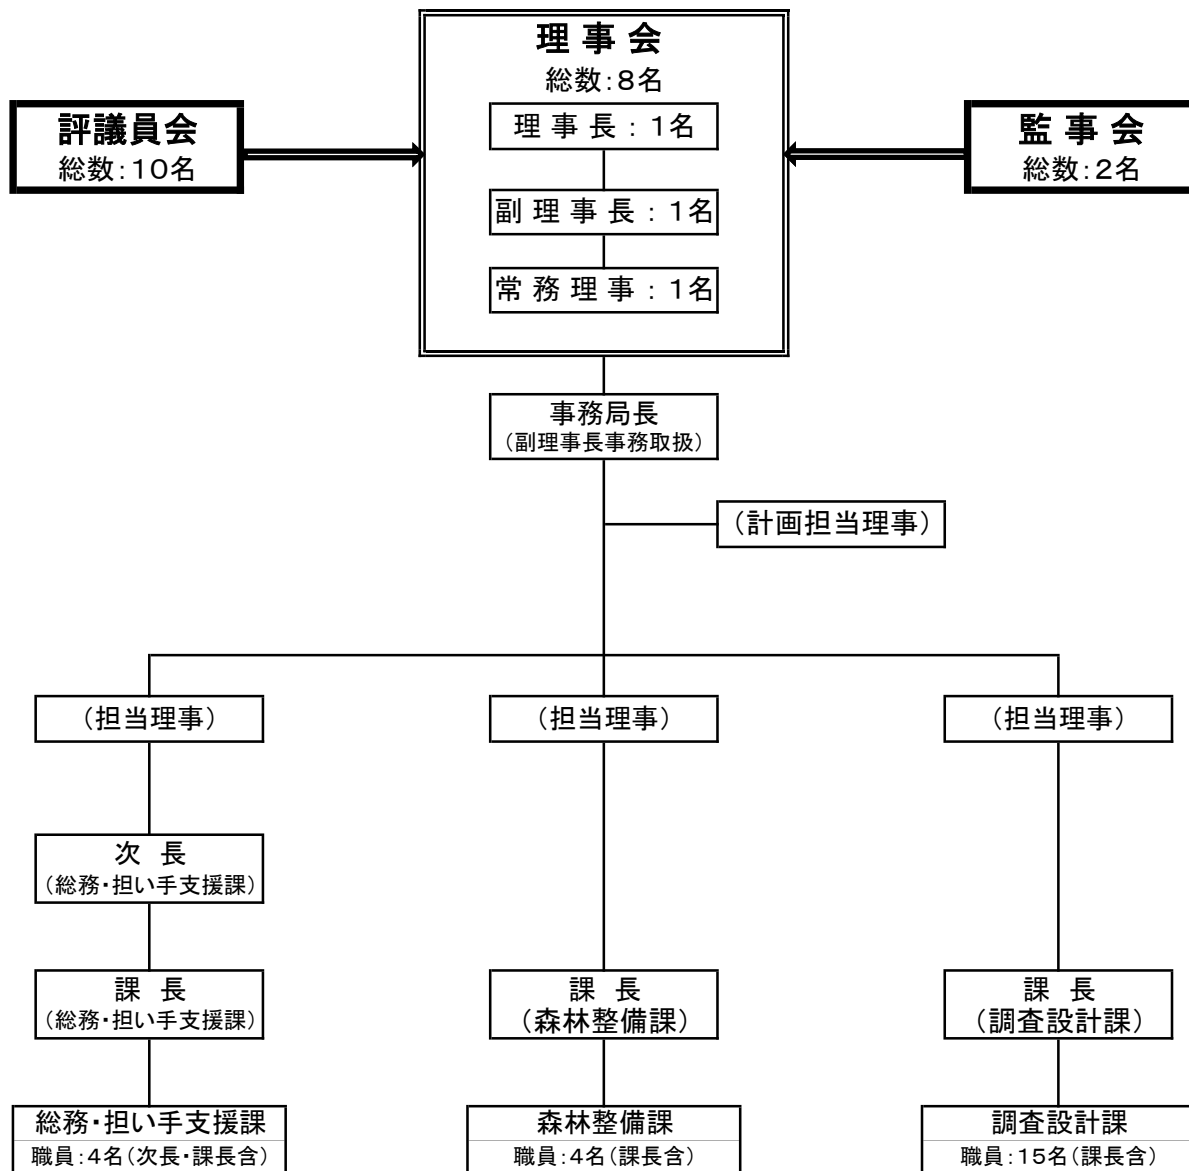 理 事 会
総数：８名
評議員会
総数：１０名
監 事 会
総数：２名
理 事 長 ： １名
副 理 事 長 ： １名
常 務 理 事 ： １名
事務局長
（副理事長事務取扱）
（計画担当理事）
（担当理事）
（担当理事）
（担当理事）
次 長
（総務・担い手支援課）
課 長
（総務・担い手支援課）
課 長
（森林整備課）
課 長
（調査設計課）
総務・担い手支援課
職員：４名（次長・課長含）
森林整備課
職員：４名（課長含）
調査設計課
職員：１５名（課長含）